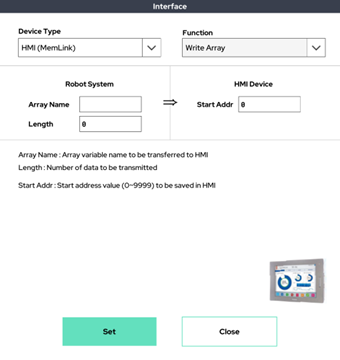 Interface
Device Type
Function
HMI (MemLink)
Write Array
Robot System
HMI Device
Array Name
Start Addr
0
Length
0
Array Name : Array variable name to be transferred to HMI
Length : Number of data to be transmitted
Start Addr : Start address value (0~9999) to be saved in HMI
Set
Close